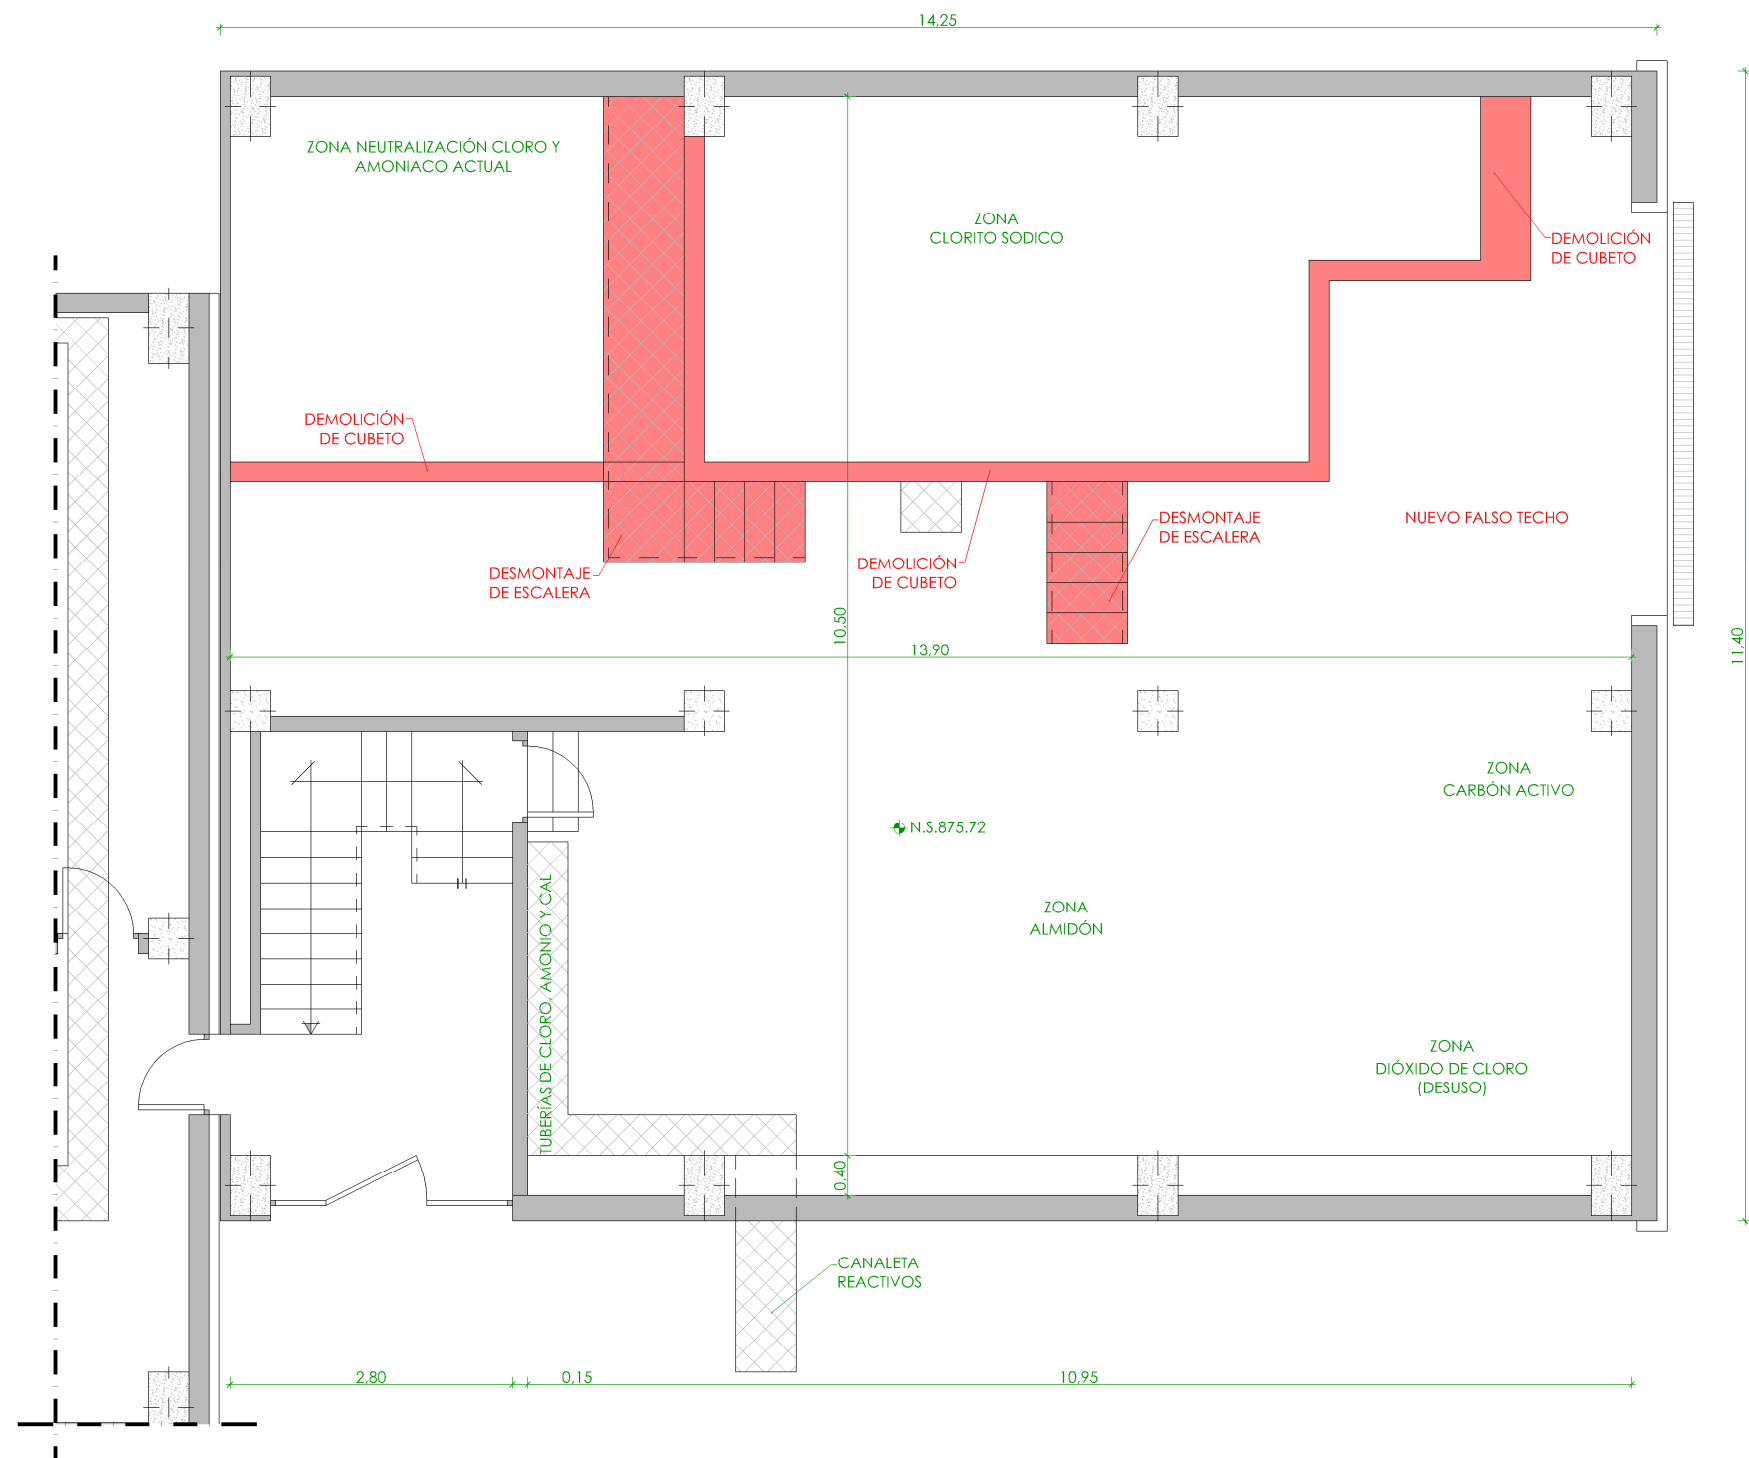 14,25
ZONA NEUTRALIZACIÓN CLORO Y
AMONIACO ACTUAL
ZONA
CLORITO SODICO
DEMOLICIÓN
DE CUBETO
DEMOLICIÓN
DE CUBETO
DESMONTAJE
DE ESCALERA
DEMOLICIÓN
DE CUBETO
DESMONTAJE
DE ESCALERA
NUEVO FALSO TECHO
10,50
13,90
11,40
ZONA
CARBÓN ACTIVO
N.S.875.72
TUBERÍAS DE CLORO, AMONIO Y CAL
ZONA
ALMIDÓN
ZONA
DIÓXIDO DE CLORO
(DESUSO)
0,40
CANALETA
REACTIVOS
2,80
0,15
10,95